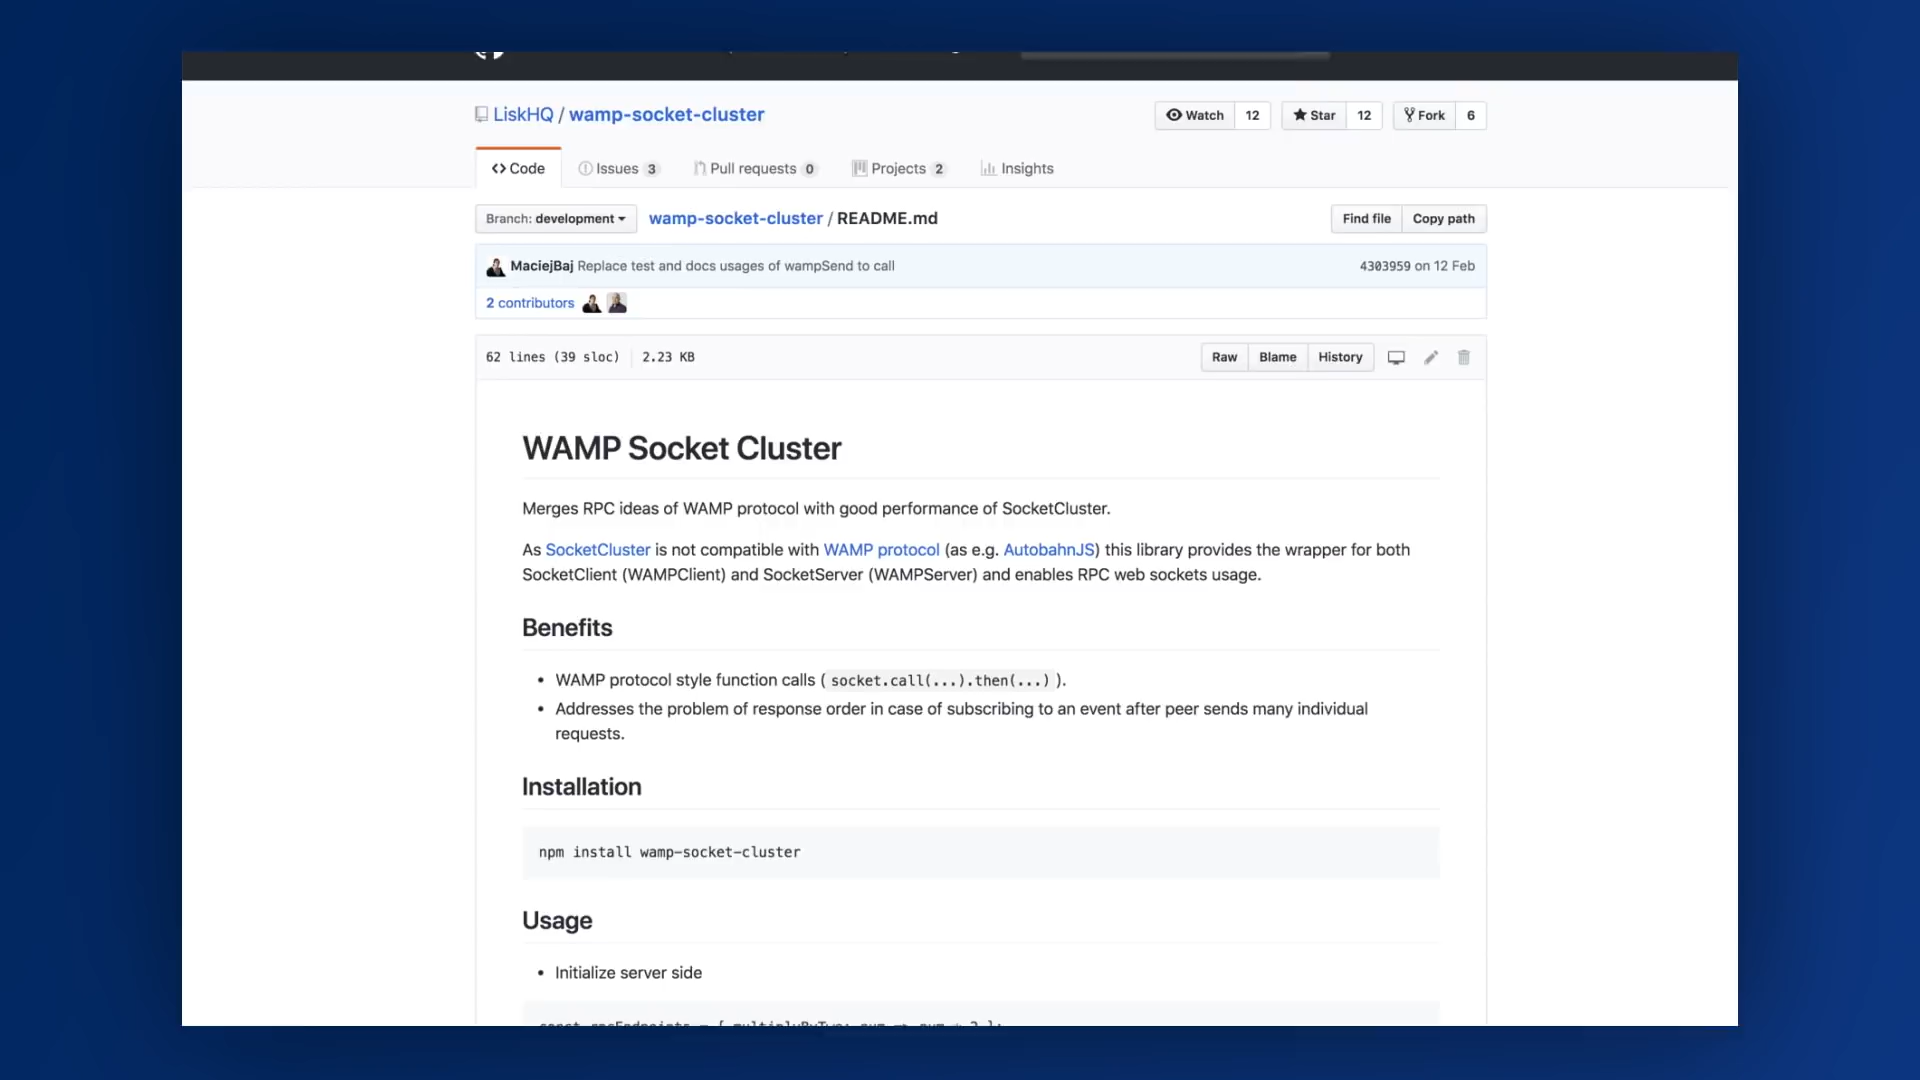 LiskHQ / wamp-socket-cluster
Watch 12 Star 12 Fork 6
Code Issues 3 Pull requests 0 Projects 2 Insights
Branch: development wamp-socket-cluster / README.md Find file Copy path
MaciejBaj Replace test and docs usages of wampSend to call 4303959 on 12 Feb
2 contributors
62 lines (39 sloc) 2.23 KB Raw Blame History
WAMP Socket Cluster
Merges RPC ideas of WAMP protocol with good performance of SocketCluster.
As SocketCluster is not compatible with WAMP protocol (as e.g. AutobahnJS) this library provides the wrapper for both
SocketClient (WAMPClient) and SocketServer (WAMPServer) and enables RPC web sockets usage.
Benefits
• WAMP protocol style function calls ( socket.call(...).then(...) ).
• Addresses the problem of response order in case of subscribing to an event after peer sends many individual
requests.
Installation
npm install wamp-socket-cluster
Usage
• Initialize server side
const rpcEndpoints = { multiplyByTwo: num => num * 2 };